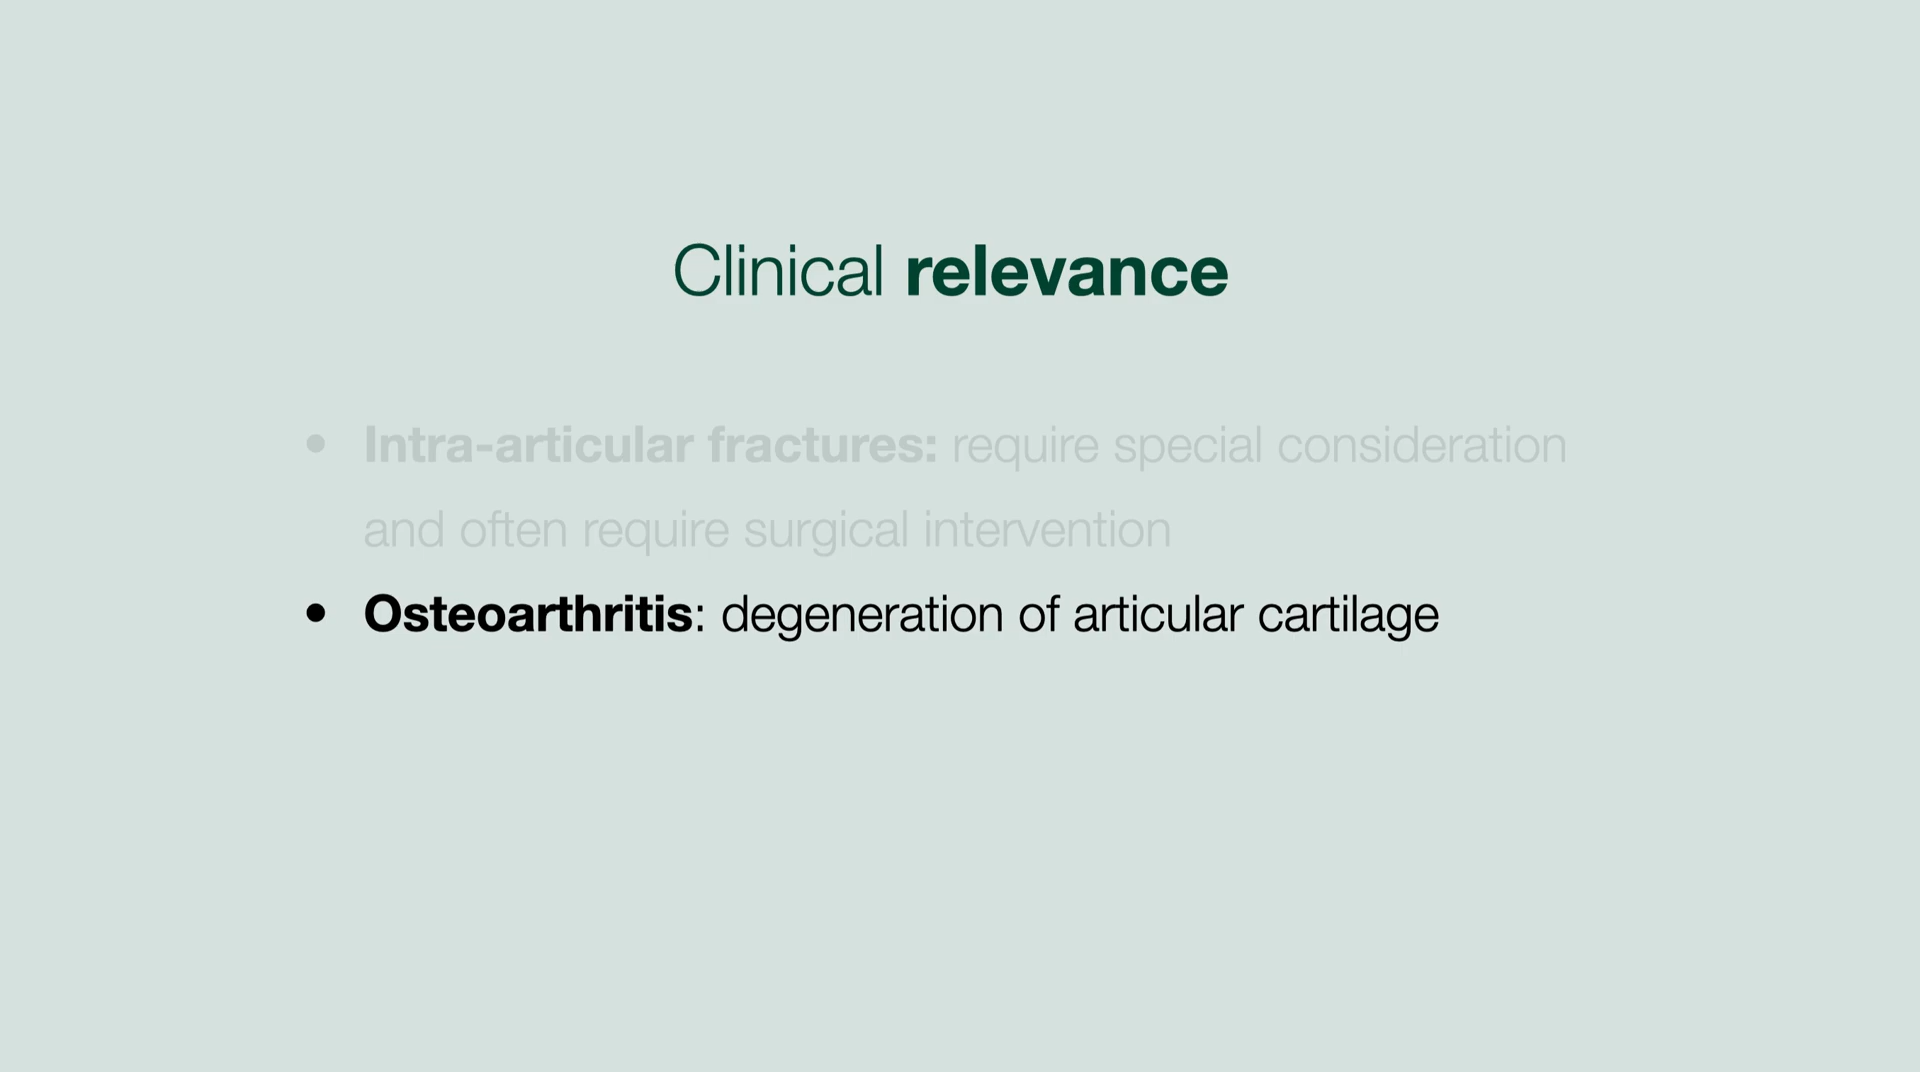 Clinical relevance
• Intra-articular fractures: require special consideration
and often require surgical intervention
• Osteoarthritis: degeneration of articular cartilage